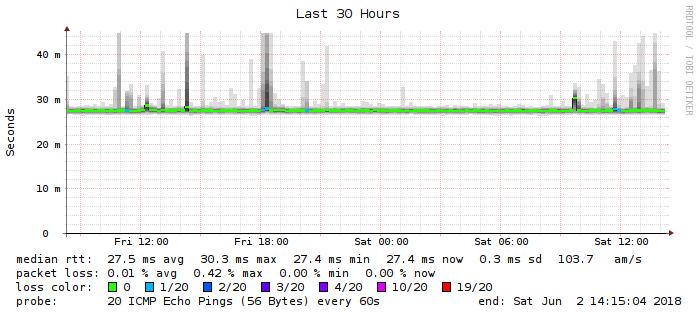 Last 30 Hours
RRDTOOL / TOBI OETIKER
Seconds
40 m
30 m
20 m
10 m
0
Fri 12:00 Fri 18:00 Sat 00:00 Sat 06:00 Sat 12:00
median rtt: 27.5 ms avg 30.3 ms max 27.4 ms min 27.4 ms now 0.3 ms sd 103.7 am/s
packet loss: 0.01 % avg 0.42 % max 0.00 % min 0.00 % now
loss color: 0 1/20 2/20 3/20 4/20 10/20 19/20
probe: 20 ICMP Echo Pings (56 Bytes) every 60s end: Sat Jun 2 14:15:04 2018